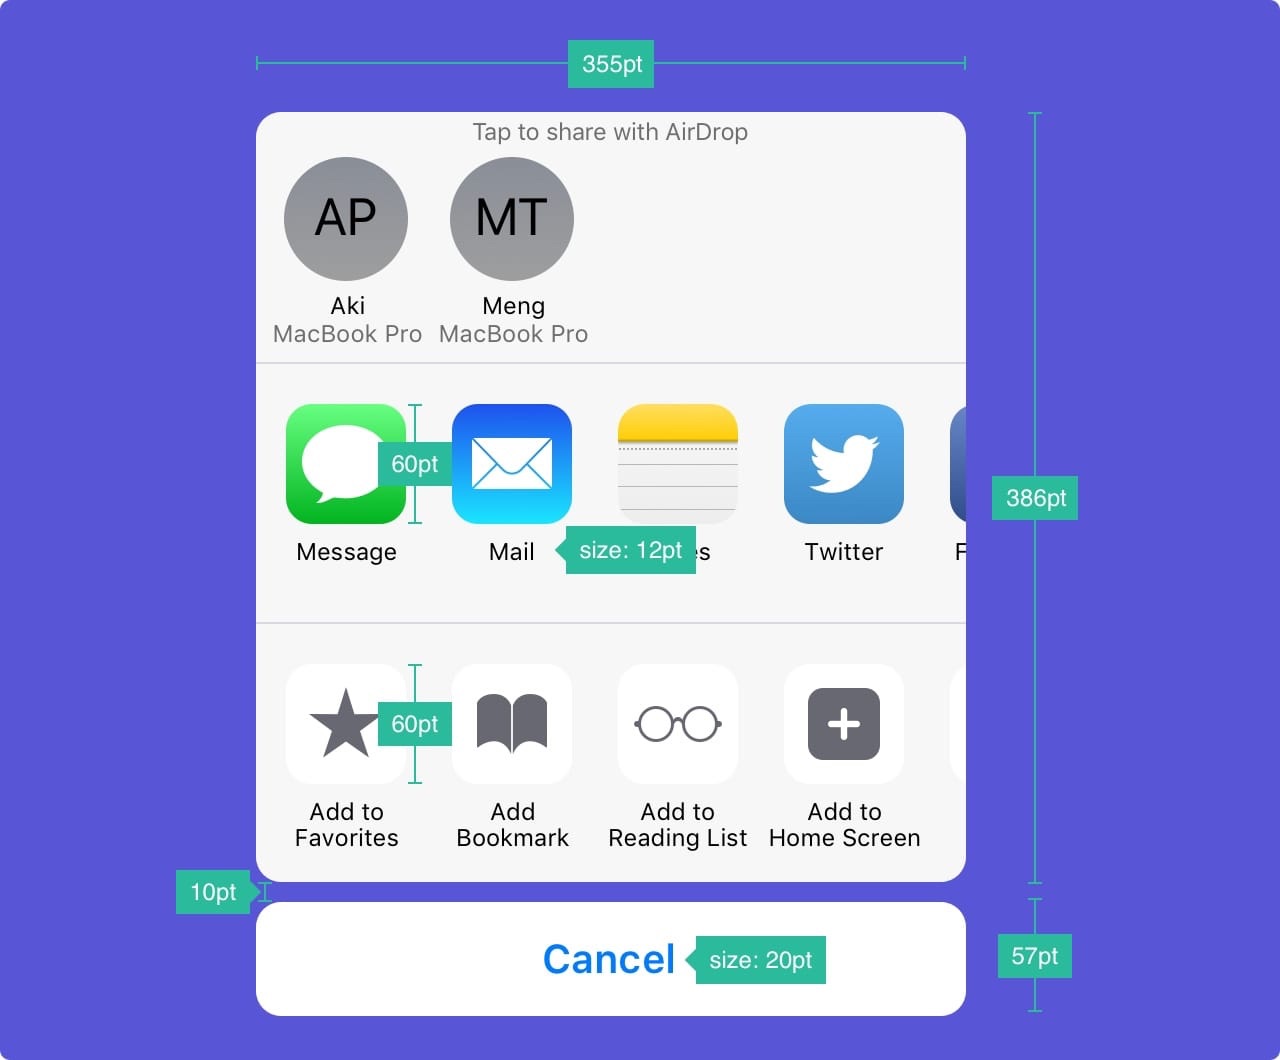 355pt
Tap to share with AirDrop
AP MT
Aki Meng
MacBook Pro MacBook Pro
60pt
386pt
Message Mail size: 12pt Twitter
60pt
Add to Add Add to Add to
Favorites Bookmark Reading List Home Screen
10pt
Cancel size: 20pt
57pt